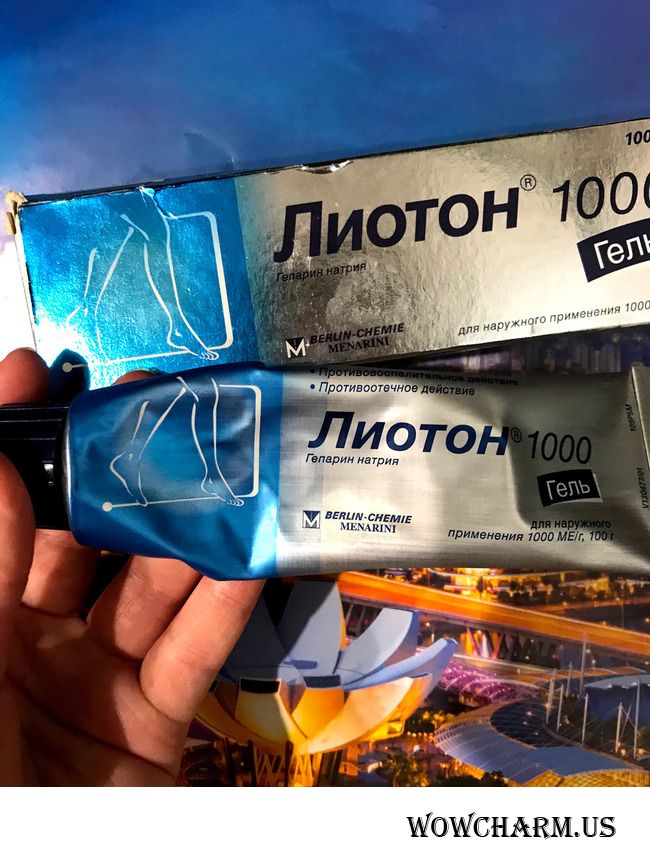 100
Лиотон® 1000
Гель
Гепарин натрия
BERLIN-CHEMIE
MENARINI
для наружного применения 1000
• Противовоспалительное действие
• Противоотечное действие
Лиотон® 1000
Гепарин натрия
Гель
BERLIN-CHEMIE
MENARINI
для наружного
применения 1000 МЕ/г, 100 г
WOWCHARM.US